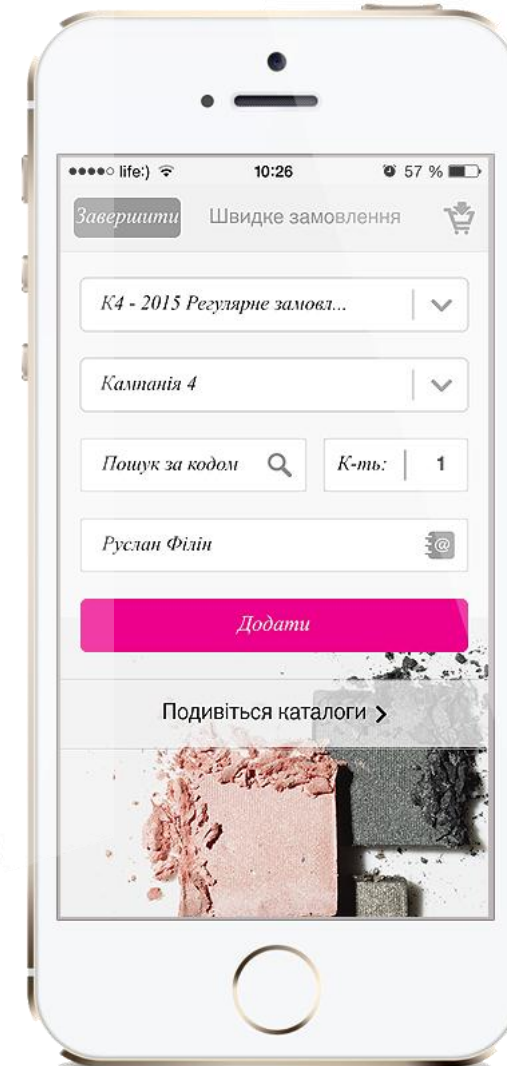 life:) 10:26 57 %
Завершити Швидке замовлення
К4 - 2015 Регулярне замовл...
Кампанія 4
Пошук за кодом К-ть: 1
Руслан Філін @
Додати
Подивіться каталоги >